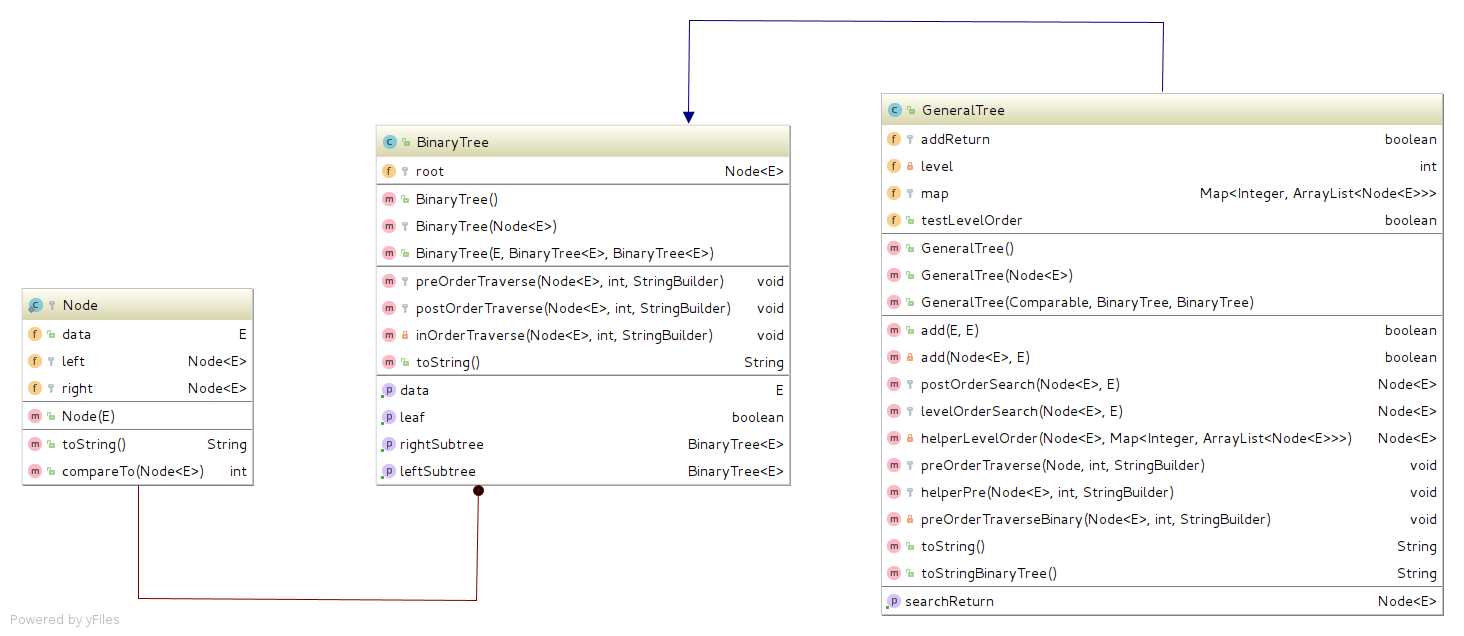 GeneralTree
addReturn boolean
level int
map Map<Integer, ArrayList<Node<E>>>
testLevelOrder boolean
GeneralTree()
GeneralTree(Node<E>)
GeneralTree(Comparable, BinaryTree, BinaryTree)
add(E, E) boolean
add(Node<E>, E) boolean
postOrderSearch(Node<E>, E) Node<E>
levelOrderSearch(Node<E>, E) Node<E>
helperLevelOrder(Node<E>, Map<Integer, ArrayList<Node<E>>>) Node<E>
preOrderTraverse(Node, int, StringBuilder) void
helperPre(Node<E>, int, StringBuilder) void
preOrderTraverseBinary(Node<E>, int, StringBuilder) void
toString() String
toStringBinaryTree() String
searchReturn Node<E>
BinaryTree
root Node<E>
BinaryTree()
BinaryTree(Node<E>)
BinaryTree(E, BinaryTree<E>, BinaryTree<E>)
preOrderTraverse(Node<E>, int, StringBuilder) void
postOrderTraverse(Node<E>, int, StringBuilder) void
inOrderTraverse(Node<E>, int, StringBuilder) void
toString() String
data E
leaf boolean
rightSubtree BinaryTree<E>
leftSubtree BinaryTree<E>
Node
data E
left Node<E>
right Node<E>
Node(E)
toString() String
compareTo(Node<E>) int
Powered by yFiles